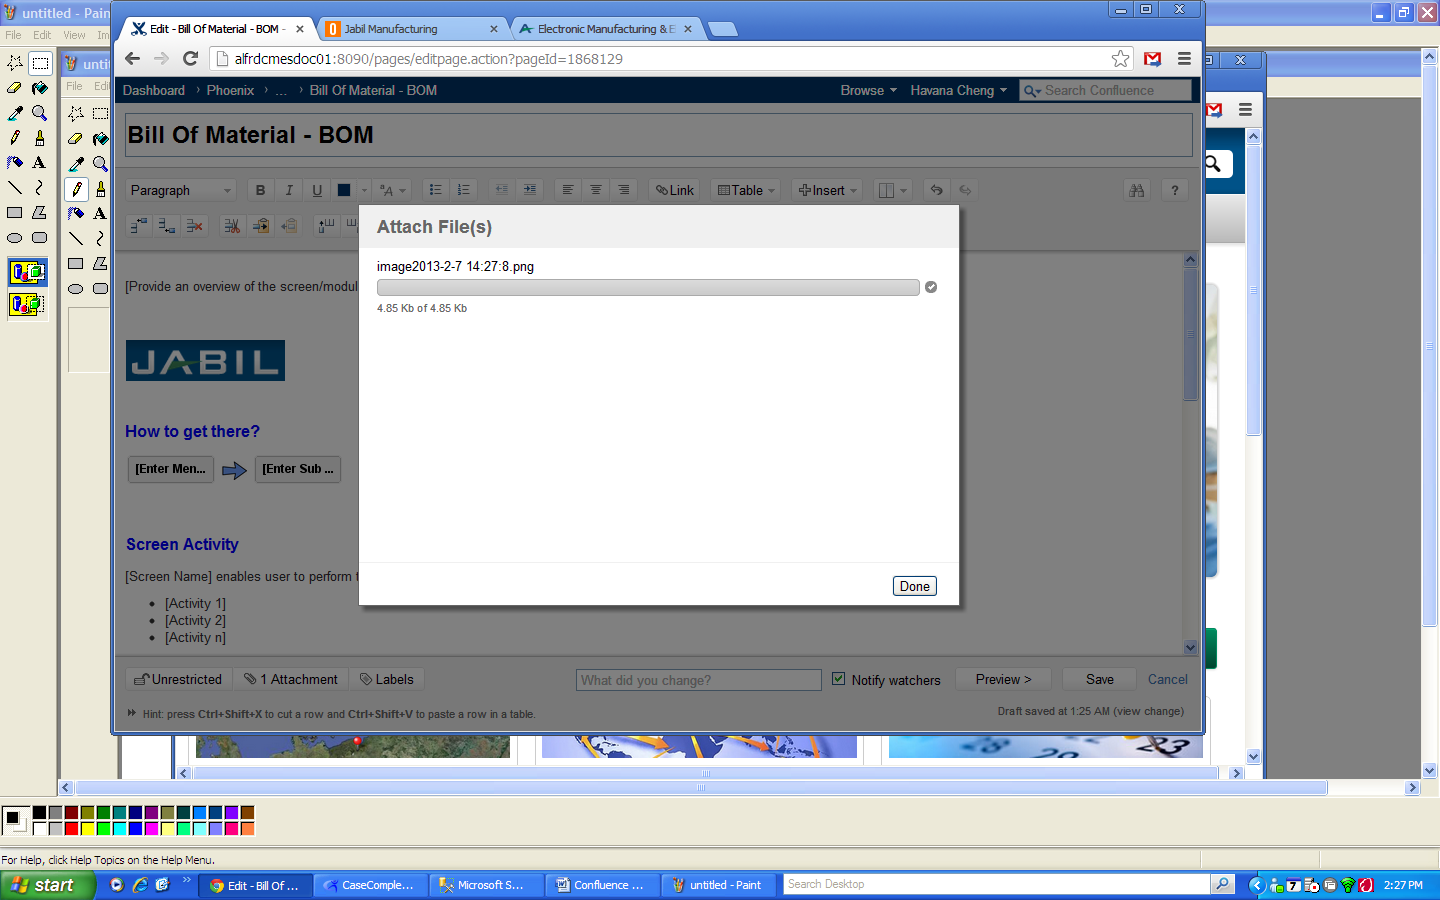 untitled - Paint
File Edit View Im
untit
File Edi
Edit - Bill Of Material - BOM -
Jabil Manufacturing
Electronic Manufacturing & E
alfrdcmesdoc01:8090/pages/editpage.action?pageId=1868129
Dashboard › Phoenix › ... › Bill Of Material - BOM
Browse
Havana Cheng
Search Confluence
Bill Of Material - BOM
Paragraph
B I U
Link
Table
Insert
?
Attach File(s)
image2013-2-7 14:27:8.png
4.85 Kb of 4.85 Kb
Done
[Provide an overview of the screen/modul
JABIL
How to get there?
[Enter Men... [Enter Sub ...
Screen Activity
[Screen Name] enables user to perform t
• [Activity 1]
• [Activity 2]
• [Activity n]
Unrestricted
1 Attachment
Labels
What did you change?
Notify watchers
Preview >
Save
Cancel
Hint: press Ctrl+Shift+X to cut a row and Ctrl+Shift+V to paste a row in a table.
Draft saved at 1:25 AM (view change)
For Help, click Help Topics on the Help Menu.
start
Edit - Bill Of ...
CaseComple...
Microsoft S...
Confluence ...
untitled - Paint
Search Desktop
2:27 PM